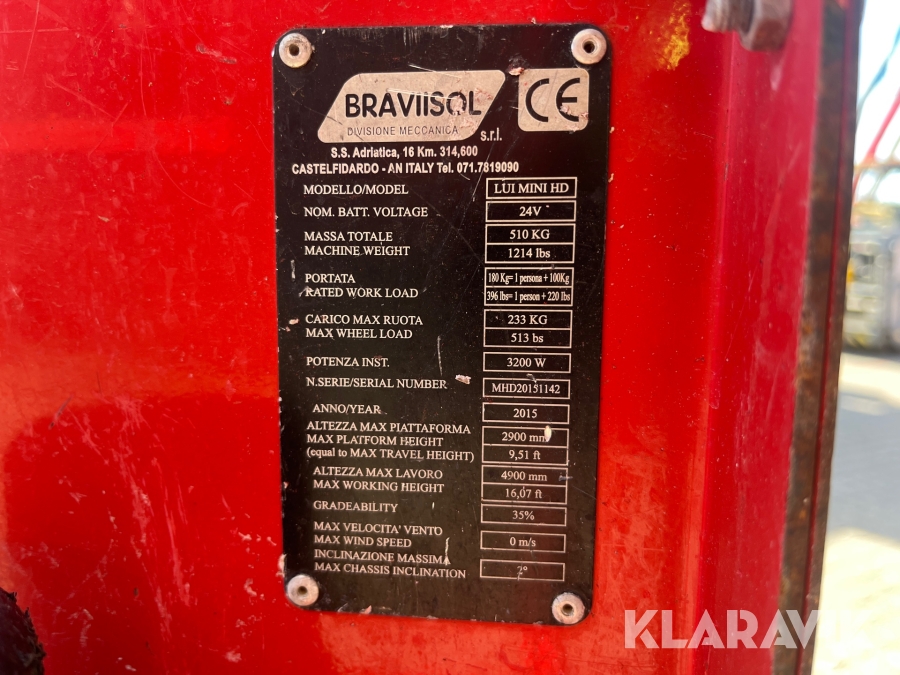 BRAVIISOL
DIVISIONE MECCANICA
s.r.l.
CE
S.S. Adriatica, 16 Km. 314,600
CASTELFIDARDO - AN ITALY Tel. 071.7819090
MODELLO/MODEL LUI MINI HD
NOM. BATT. VOLTAGE 24V
MASSA TOTALE 510 KG
MACHINE WEIGHT 1214 lbs
PORTATA 180 Kg= 1 persona + 100Kg
RATED WORK LOAD 396 lbs= 1 person + 220 lbs
CARICO MAX RUOTA 233 KG
MAX WHEEL LOAD 513 bs
POTENZA INST. 3200 W
N.SERIE/SERIAL NUMBER MHD20151142
ANNO/YEAR 2015
ALTEZZA MAX PIATTAFORMA
MAX PLATFORM HEIGHT 2900 mm
(equal to MAX TRAVEL HEIGHT) 9,51 ft
ALTEZZA MAX LAVORO 4900 mm
MAX WORKING HEIGHT 16,07 ft
GRADEABILITY 35%
MAX VELOCITA' VENTO
MAX WIND SPEED 0 m/s
INCLINAZIONE MASSIMA
MAX CHASSIS INCLINATION 2°
KLARAVIK